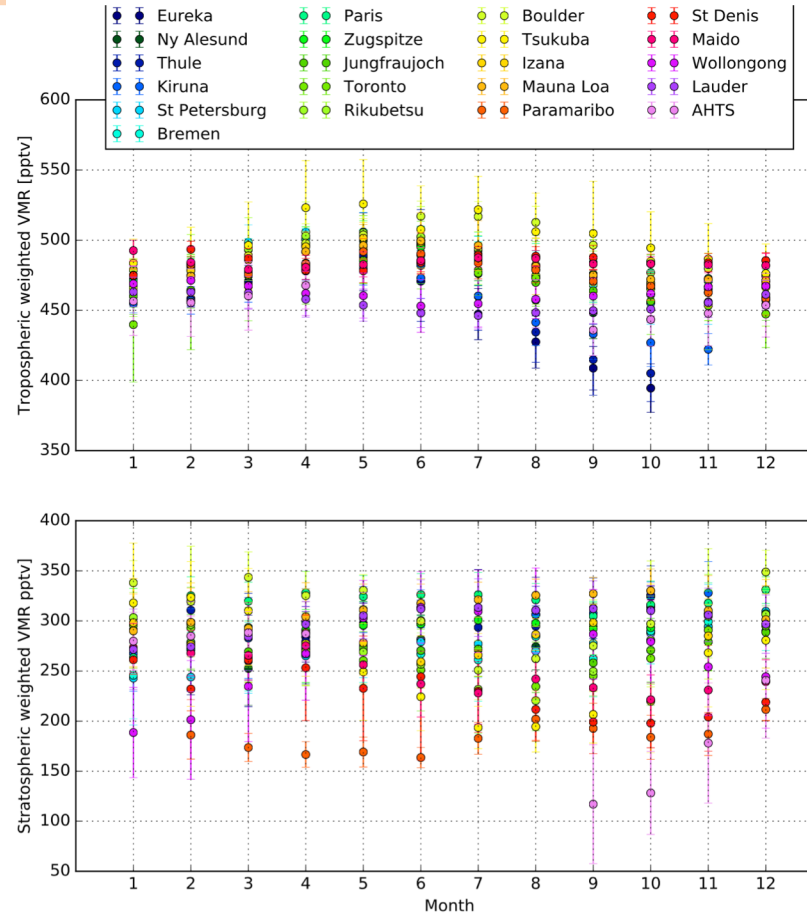 Eureka Paris Boulder St Denis
Ny Alesund Zugspitze Tsukuba Maido
Thule Jungfraujoch Izana Wollongong
Kiruna Toronto Mauna Loa Lauder
St Petersburg Rikubetsu Paramaribo AHTS
Bremen
Topospheric weighted VMR [pptv]
600
550
500
450
400
350
1 2 3 4 5 6 7 8 9 10 11 12
Stratospheric weighted VMR pptv]
400
350
300
250
200
150
100
50
1 2 3 4 5 6 7 8 9 10 11 12
Month